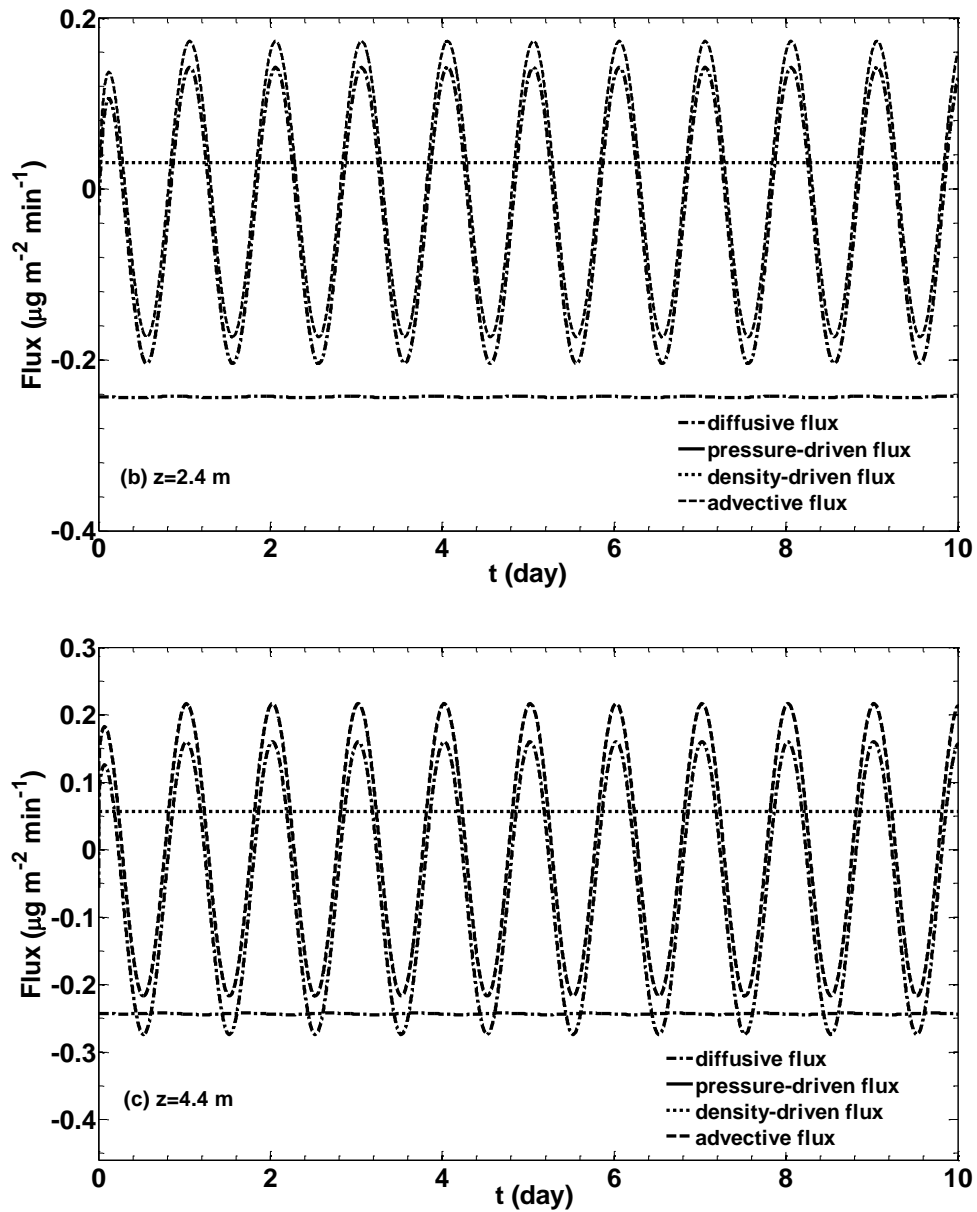 0.2
0
-0.2
-0.4
Flux (µg m-2 min-1)
diffusive flux
pressure-driven flux
density-driven flux
advective flux
(b) z=2.4 m
0 2 4 6 8 10
t (day)
0.3
0.2
0.1
0
-0.1
-0.2
-0.3
-0.4
Flux (µg m-2 min-1)
diffusive flux
pressure-driven flux
density-driven flux
advective flux
(c) z=4.4 m
0 2 4 6 8 10
t (day)